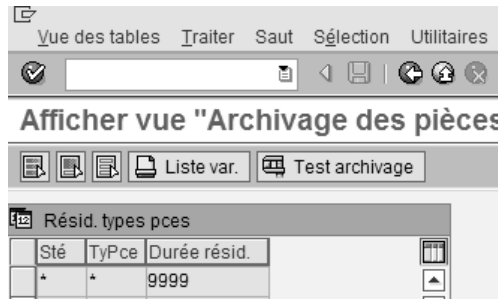 Vue des tables Traiter Saut Sélection Utilitaires
Afficher vue "Archivage des pièces
Liste var. Test archivage
Résid. types pces
Sté TyPce Durée résid.
* * 9999